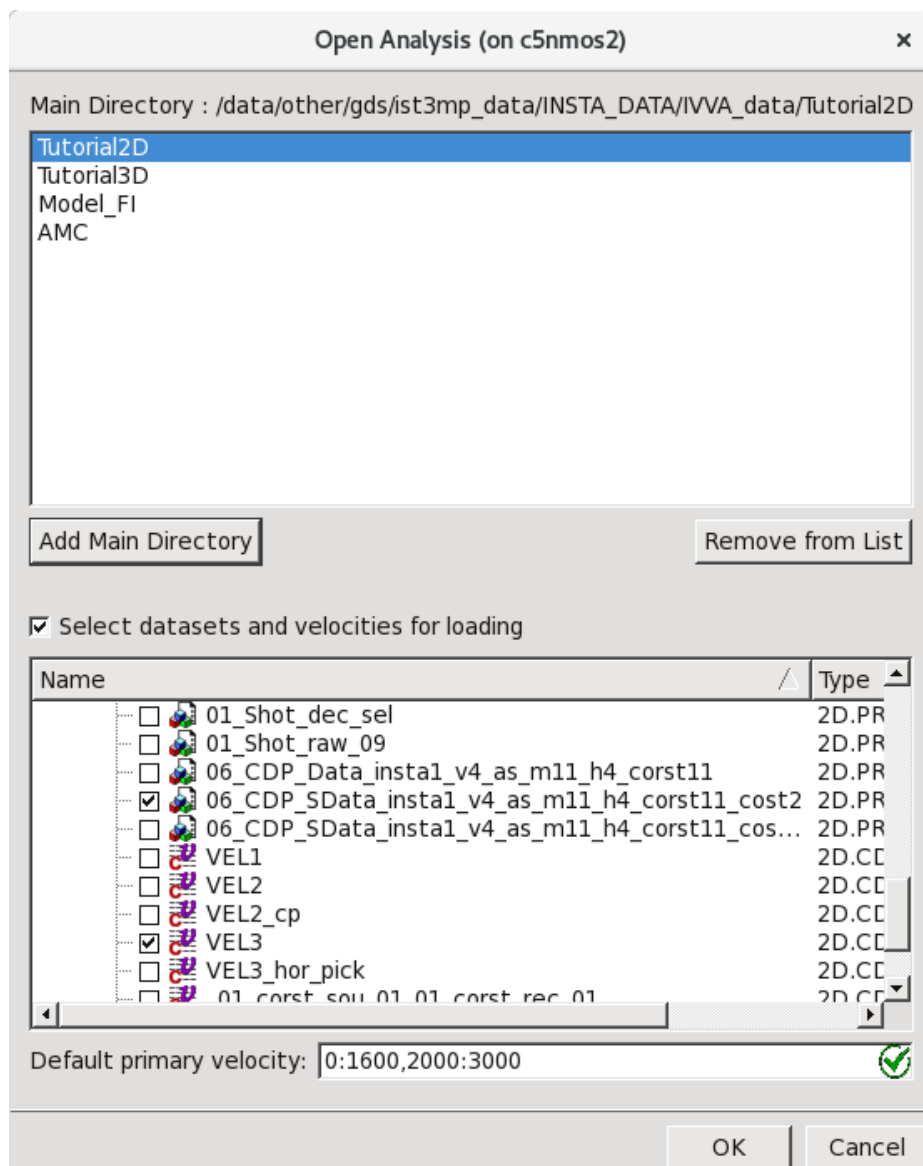 Open Analysis (on c5nmos2)
Main Directory : /data/other/gds/ist3mp_data/INSTA_DATA/IVVA_data/Tutorial2D
Tutorial2D
Tutorial3D
Model_FI
AMC
Add Main Directory Remove from List
Select datasets and velocities for loading
Name Type
01_Shot_dec_sel 2D.PR
01_Shot_raw_09 2D.PR
06_CDP_Data_insta1_v4_as_m11_h4_corst11 2D.PR
06_CDP_SData_insta1_v4_as_m11_h4_corst11_cost2 2D.PR
06_CDP_SData_insta1_v4_as_m11_h4_corst11_cos... 2D.PR
VEL1 2D.CD
VEL2 2D.CD
VEL2_cp 2D.CD
VEL3 2D.CD
VEL3_hor_pick 2D.CD
_01_corst_sou_01_01_corst_rec_01 2D.CD
Default primary velocity: 0:1600,2000:3000
OK Cancel